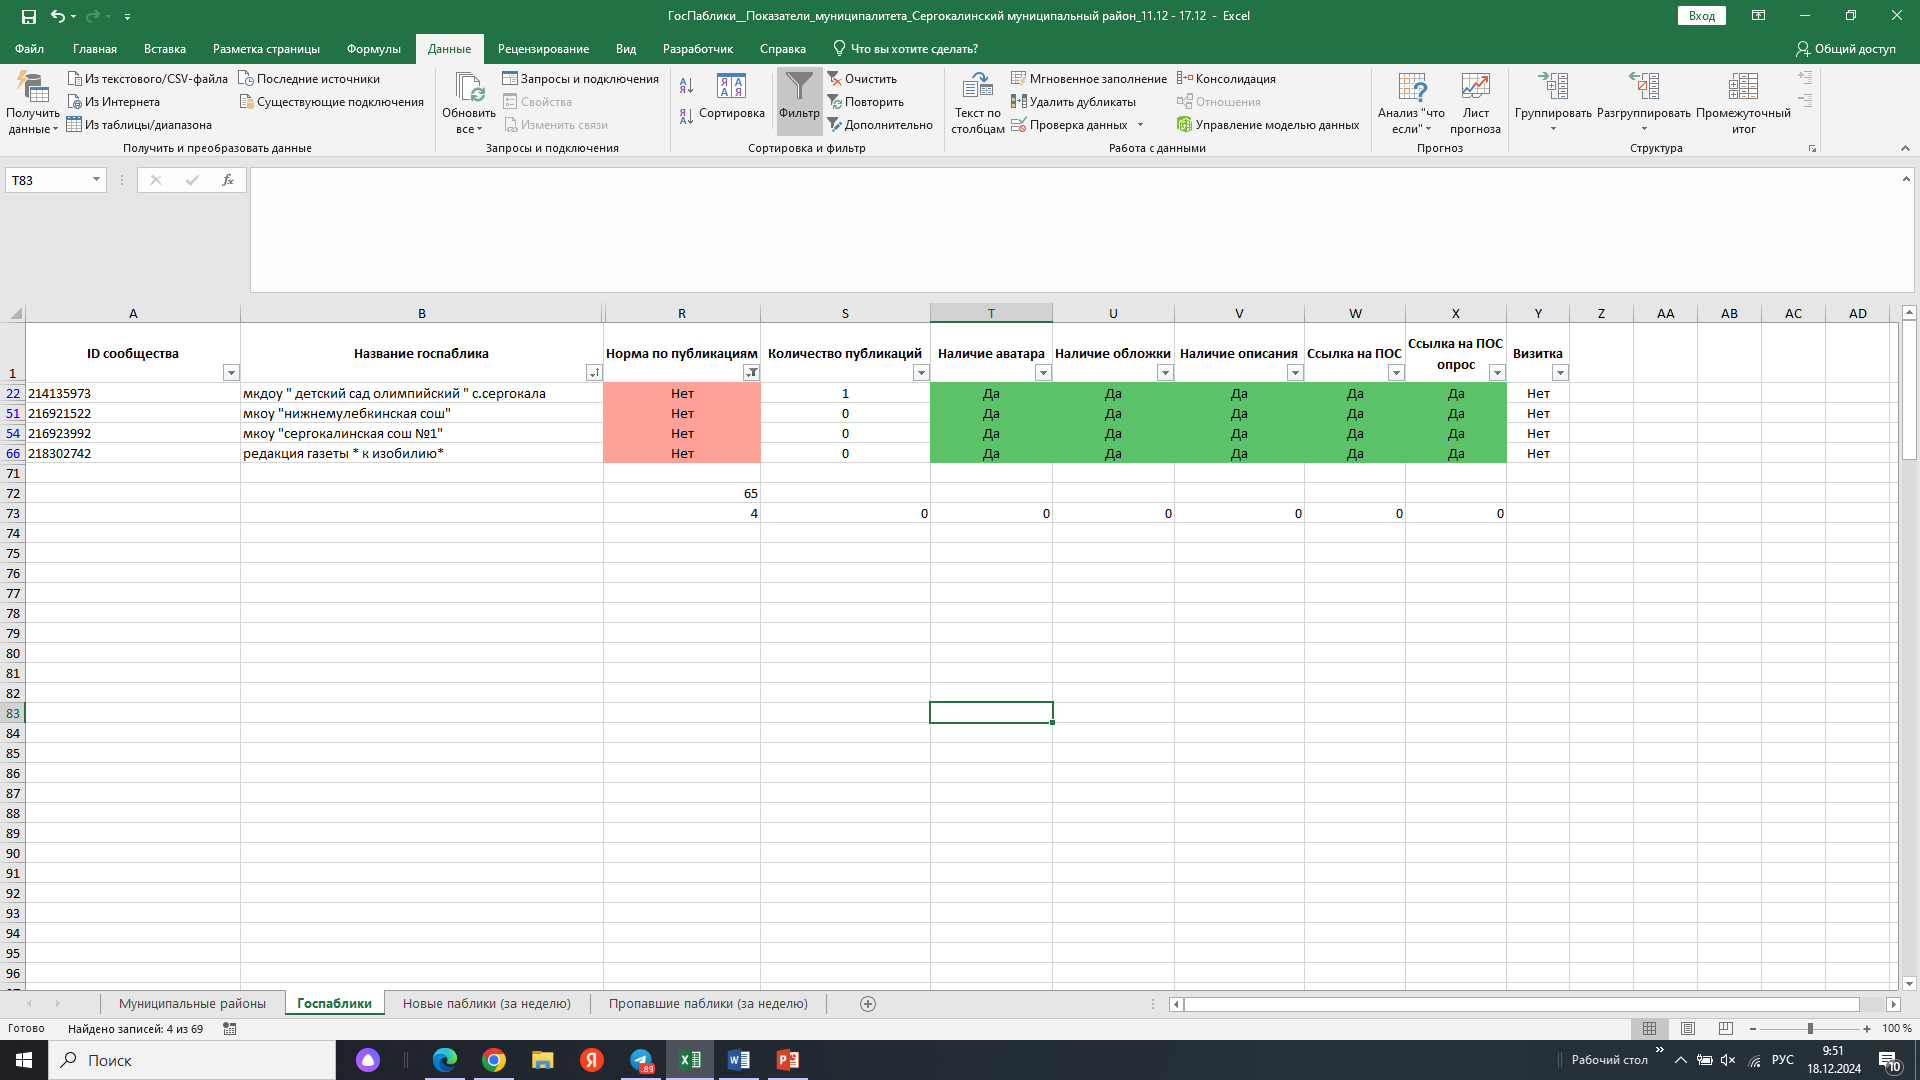 ГосПаблики__Показатели_муниципалитета_Сергокалинский муниципальный район_11.12 - 17.12 - Excel
Вход
Файл Главная Вставка Разметка страницы Формулы Данные Рецензирование Вид Разработчик Справка Что вы хотите сделать? Общий доступ
Получить данные
Из текстового/CSV-файла
Из Интернета
Из таблицы/диапазона
Последние источники
Существующие подключения
Получить и преобразовать данные
Обновить все
Запросы и подключения
Свойства
Изменить связи
Запросы и подключения
Сортировка
Фильтр
Очистить
Повторить
Дополнительно
Сортировка и фильтр
Текст по столбцам
Мгновенное заполнение
Удалить дубликаты
Проверка данных
Консолидация
Отношения
Управление моделью данных
Работа с данными
Анализ "что если"
Лист прогноза
Прогноз
Группировать
Разгруппировать
Промежуточный итог
Структура
T83
fx
A B R S T U V W X Y Z AA AB AC AD
1 ID сообщества Название госпаблика Норма по публикациям Количество публикаций Наличие аватара Наличие обложки Наличие описания Ссылка на ПОС Ссылка на ПОС опрос Визитка
22 214135973 мкдоу " детский сад олимпийский " с.сергокала Нет 1 Да Да Да Да Да Нет
51 216921522 мкоу "нижнемулебкинская сош" Нет 0 Да Да Да Да Да Нет
54 216923992 мкоу "сергокалинская сош №1" Нет 0 Да Да Да Да Да Нет
66 218302742 редакция газеты * к изобилию* Нет 0 Да Да Да Да Да Нет
71
72 65
73 4 0 0 0 0 0 0
74
75
76
77
78
79
80
81
82
83
84
85
86
87
88
89
90
91
92
93
94
95
96
Муниципальные районы Госпаблики Новые паблики (за неделю) Пропавшие паблики (за неделю)
Готово Найдено записей: 4 из 69 100 %
Поиск
Я
89
Рабочий стол
РУС
9:51
18.12.2024
10